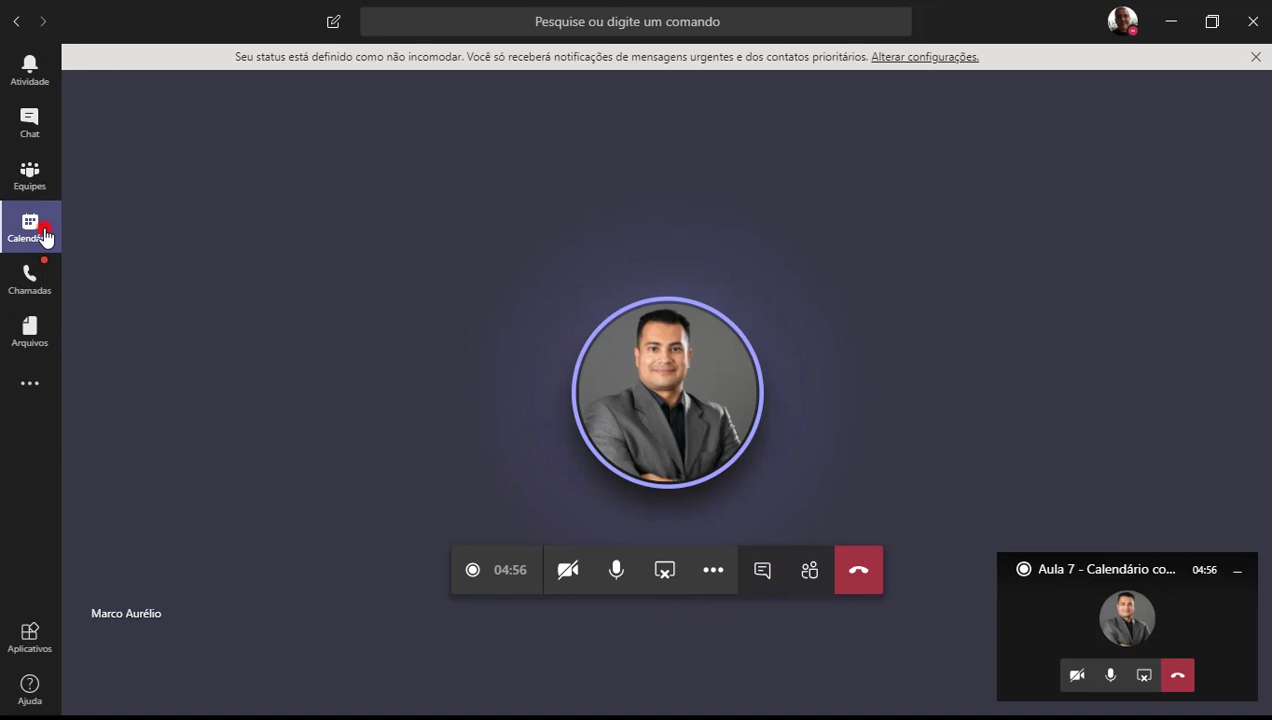 Pesquise ou digite um comando
Seu status está definido como não incomodar. Você só receberá notificações de mensagens urgentes e dos contatos prioritários. Alterar configurações.
Atividade
Chat
Equipes
Chamadas
Arquivos
04:56
Aula 7 - Calendário co... 04:56
Marco Aurélio
Aplicativos
Ajuda